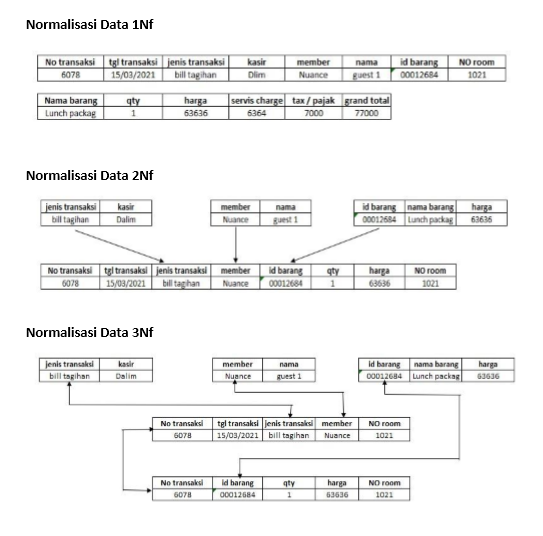 Normalisasi Data 1Nf
No transaksi tgl transaksi jenis transaksi kasir member nama id barang NO room
6078 15/03/2021 bill tagihan Dlim Nuance guest 1 00012684 1021
Nama barang qty harga servis charge tax / pajak grand total
Lunch packag 1 63636 6364 7000 77000
Normalisasi Data 2Nf
jenis transaksi kasir member nama id barang nama barang harga
bill tagihan Dalim Nuance guest 1 00012684 Lunch packag 63636
No transaksi tgl transaksi jenis transaksi member id barang qty harga NO room
6078 15/03/2021 bill tagihan Nuance 00012684 1 63636 1021
Normalisasi Data 3Nf
jenis transaksi kasir member nama id barang nama barang harga
bill tagihan Dalim Nuance guest 1 00012684 Lunch packag 63636
No transaksi tgl transaksi jenis transaksi member NO room
6078 15/03/2021 bill tagihan Nuance 1021
No transaksi id barang qty harga NO room
6078 00012684 1 63636 1021